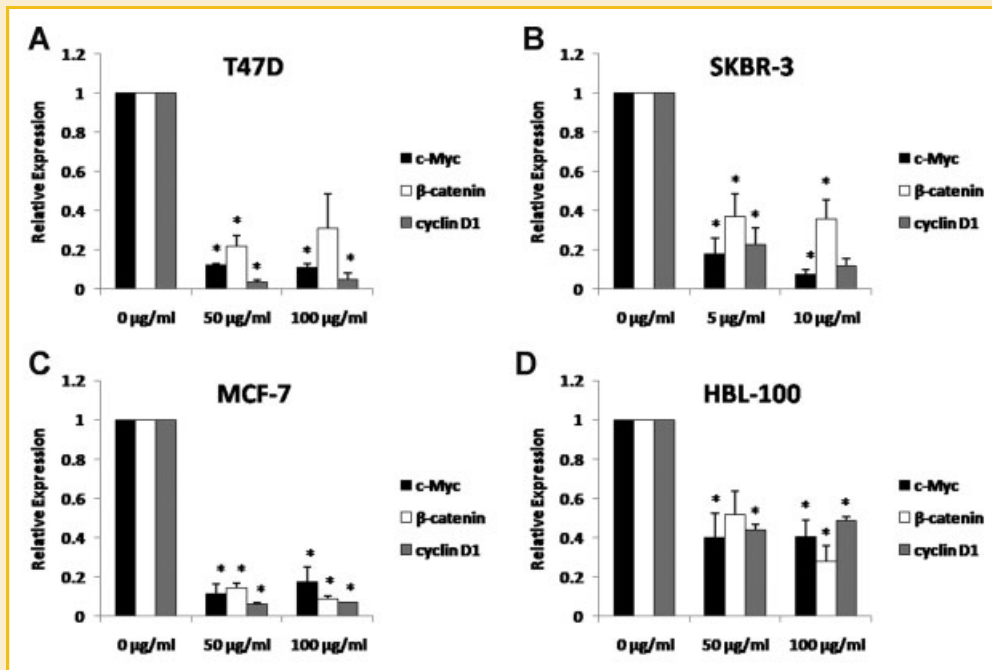 A
T47D
1.2
1
0.8
0.6
0.4
0.2
0
Relative Expression
* * *
* *
c-Myc
β-catenin
cyclin D1
0 µg/ml 50 µg/ml 100 µg/ml
B
SKBR-3
1.2
1
0.8
0.6
0.4
0.2
0
Relative Expression
* * *
* *
c-Myc
β-catenin
cyclin D1
0 µg/ml 5 µg/ml 10 µg/ml
C
MCF-7
1.2
1
0.8
0.6
0.4
0.2
0
Relative Expression
* * *
* * *
c-Myc
β-catenin
cyclin D1
0 µg/ml 50 µg/ml 100 µg/ml
D
HBL-100
1.2
1
0.8
0.6
0.4
0.2
0
Relative Expression
* *
* * *
c-Myc
β-catenin
cyclin D1
0 µg/ml 50 µg/ml 100 µg/ml